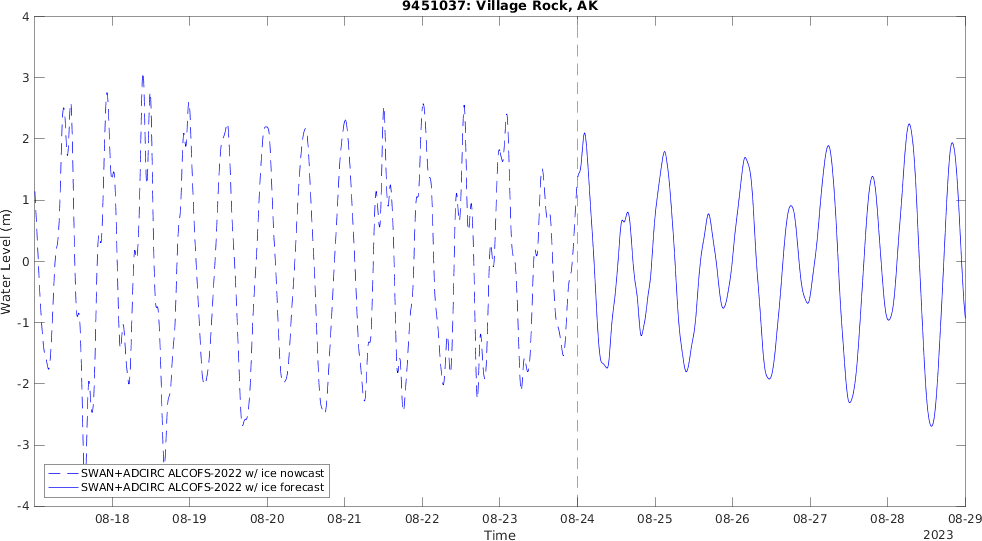 9451037: Village Rock, AK
4
3
2
1
0
-1
-2
-3
-4
Water Level (m)
SWAN+ADCIRC ALCOFS-2022 w/ ice nowcast
SWAN+ADCIRC ALCOFS-2022 w/ ice forecast
08-18 08-19 08-20 08-21 08-22 08-23 08-24 08-25 08-26 08-27 08-28 08-29
Time
2023